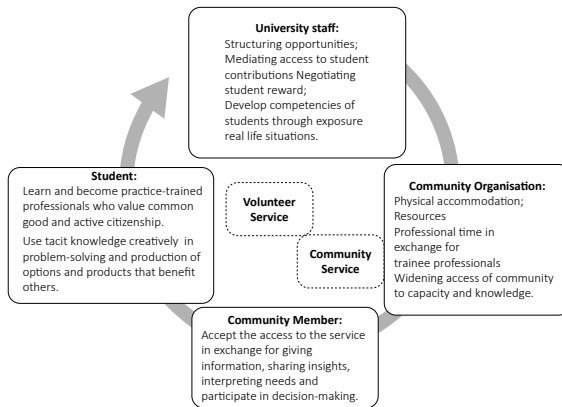 University staff:
Structuring opportunities;
Mediating access to student
contributions Negotiating
student reward;
Develop competencies of
students through exposure
real life situations.
Student:
Learn and become practice-trained
professionals who value common
good and active citizenship.
Use tacit knowledge creatively in
problem-solving and production of
options and products that benefit
others.
Volunteer
Service
Community
Service
Community Organisation:
Physical accommodation;
Resources
Professional time in
exchange for
trainee professionals
Widening access of community
to capacity and knowledge.
Community Member:
Accept the access to the service
in exchange for giving
information, sharing insights,
interpreting needs and
participate in decision-making.